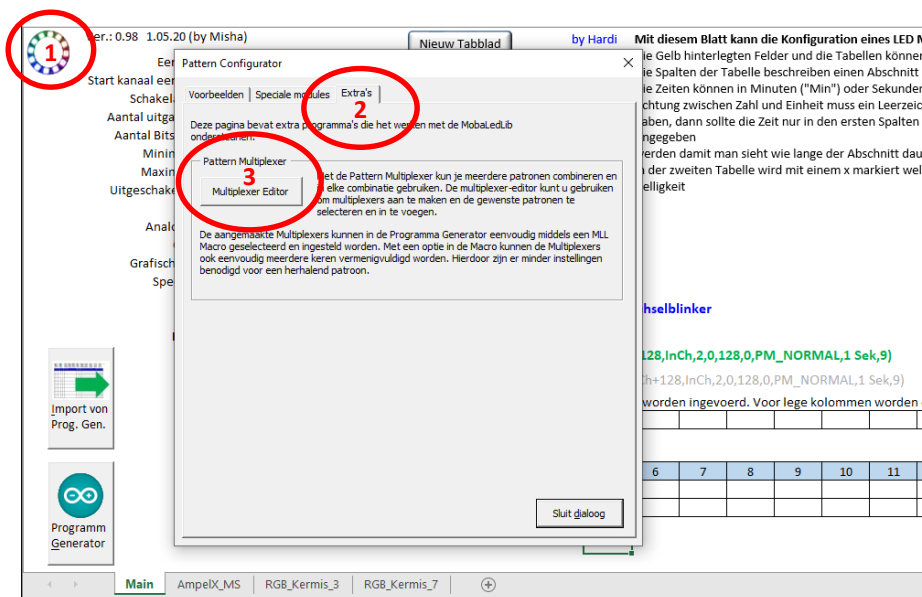 1
er.: 0.98 1.05.20 (by Misha)
Nieuw Tabblad
by Hardi
Start kanaal eer
Schakel
Aantal uitga
Aantal Bits
Minin
Maxin
Uitgeschake
Analo
Grafisch
Spe
Pattern Configurator
Voorbeelden
Speciale modules
Extra's
2
Deze pagina bevat extra programma's die het werken met de MobaLedLib
ondersteunen.
Pattern Multiplexer
3
Multiplexer Editor
Met de Pattern Multiplexer kun je meerdere patronen combineren en
in elke combinatie gebruiken. De multiplexer-editor kunt u gebruiken
om multiplexers aan te maken en de gewenste patronen te
selecteren en in te voegen.
De aangemaakte Multiplexers kunnen in de Programma Generator eenvoudig middels een MLL
Macro geselecteerd en ingesteld worden. Met een optie in de Macro kunnen de Multiplexers
ook eenvoudig meerdere keren vermenigvuldigd worden. Hierdoor zijn er minder instellingen
benodigd voor een herhalend patroon.
Sluit dialoog
Mit diesem Blatt kann die Konfiguration eines LED M
ie Gelb hinterlegten Felder und die Tabellen können
ie Spalten der Tabelle beschreiben einen Abschnitt
ie Zeiten können in Minuten ("Min") oder Sekunden
chtung zwischen Zahl und Einheit muss ein Leerzeic
aben, dann sollte die Zeit nur in den ersten Spalten
ngegeben
erden damit man sieht wie lange der Abschnitt dau
n der zweiten Tabelle wird mit einem x markiert wel
elligkeit
hselblinker
128,InCh,2,0,128,0,PM_NORMAL,1 Sek,9)
h+128,InCh,2,0,128,0,PM_NORMAL,1 Sek,9)
worden ingevoerd. Voor lege kolommen worden
6 7 8 9 10 11
Import von
Prog. Gen.
Programm
Generator
Main AmpelX_MS RGB_Kermis_3 RGB_Kermis_7